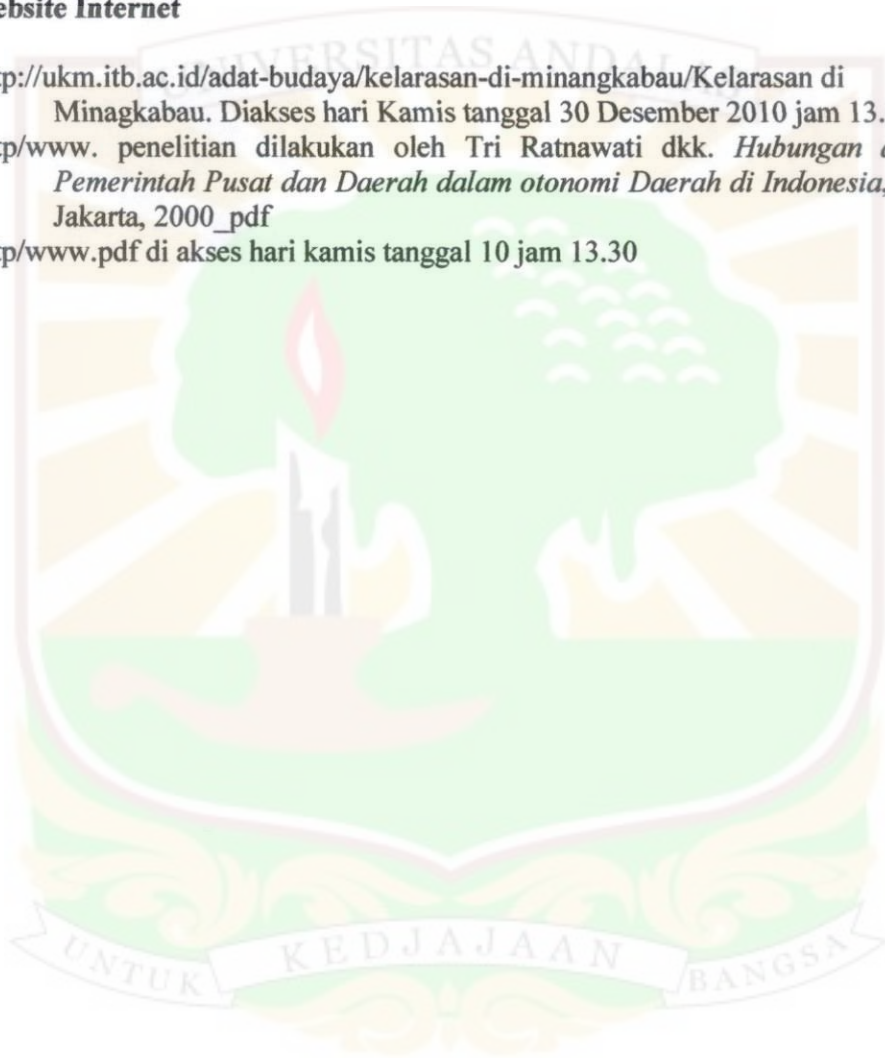 ebsite Internet
tp://ukm.itb.ac.id/adat-budaya/kelarasan-di-minangkabau/Kelarasan di
Minagkabau. Diakses hari Kamis tanggal 30 Desember 2010 jam 13.
tp/www. penelitian dilakukan oleh Tri Ratnawati dkk. Hubungan
Pemerintah Pusat dan Daerah dalam otonomi Daerah di Indonesia,
Jakarta, 2000_pdf
tp/www.pdf di akses hari kamis tanggal 10 jam 13.30
UNIVERSITAS ANDALAS
UNTUK KEDJAJAAN BANGSA